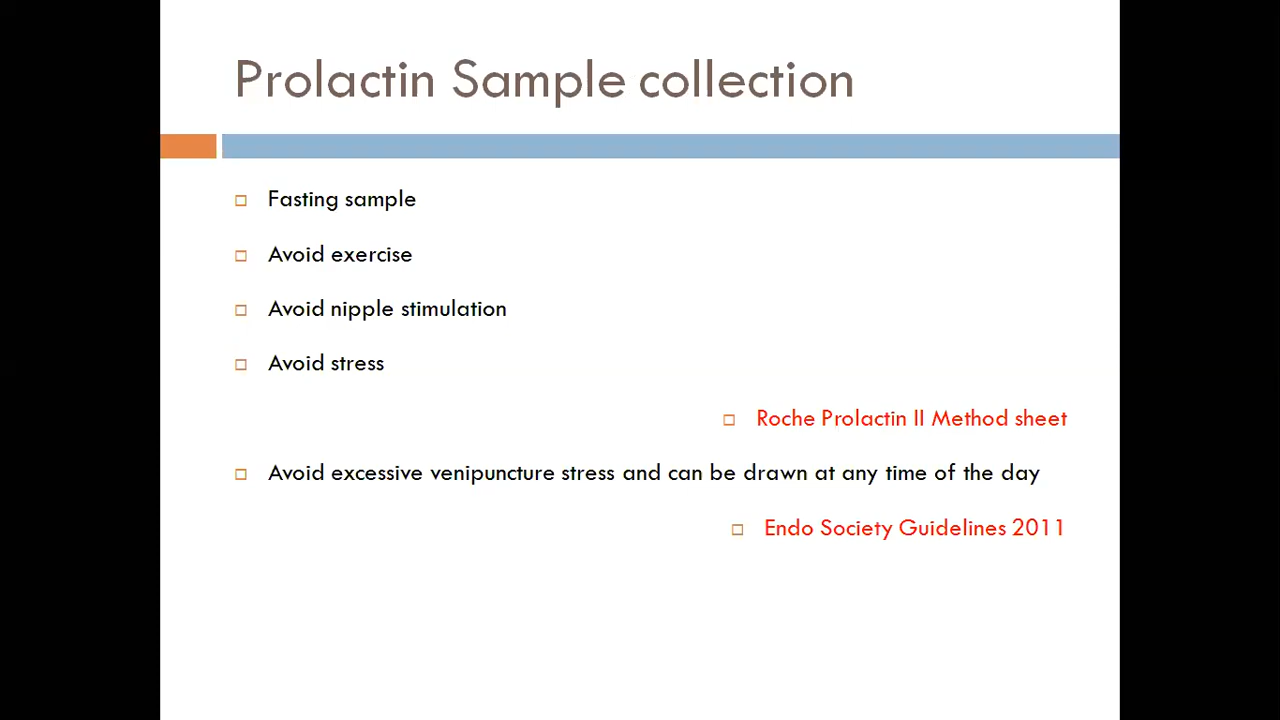 Prolactin Sample collection
Fasting sample
Avoid exercise
Avoid nipple stimulation
Avoid stress
Roche Prolactin II Method sheet
Avoid excessive venipuncture stress and can be drawn at any time of the day
Endo Society Guidelines 2011